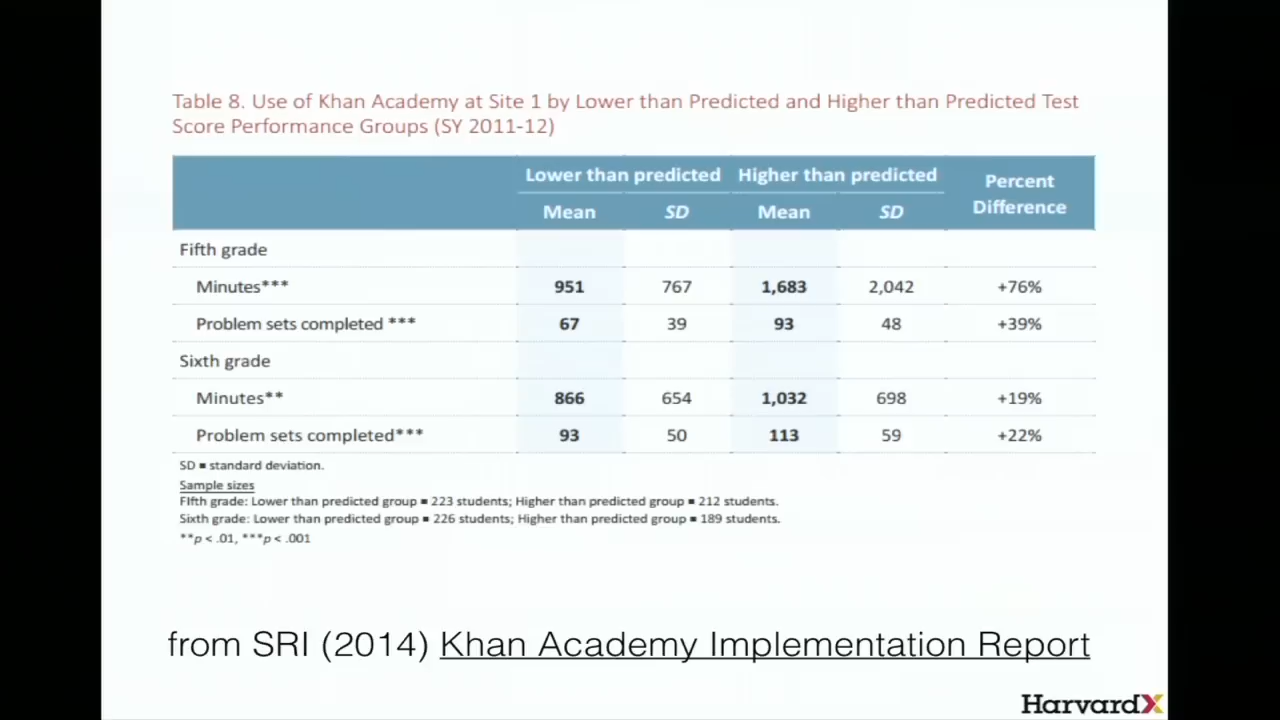 Table 8. Use of Khan Academy at Site 1 by Lower than Predicted and Higher than Predicted Test
Score Performance Groups (SY 2011-12)
Lower than predicted Higher than predicted Percent Difference
Mean SD Mean SD
Fifth grade
Minutes*** 951 767 1,683 2,042 +76%
Problem sets completed *** 67 39 93 48 +39%
Sixth grade
Minutes** 866 654 1,032 698 +19%
Problem sets completed*** 93 50 113 59 +22%
SD = standard deviation.
Sample sizes
Fifth grade: Lower than predicted group = 223 students; Higher than predicted group = 212 students.
Sixth grade: Lower than predicted group = 226 students; Higher than predicted group = 189 students.
**p < .01, ***p < .001
from SRI (2014) Khan Academy Implementation Report
HarvardX